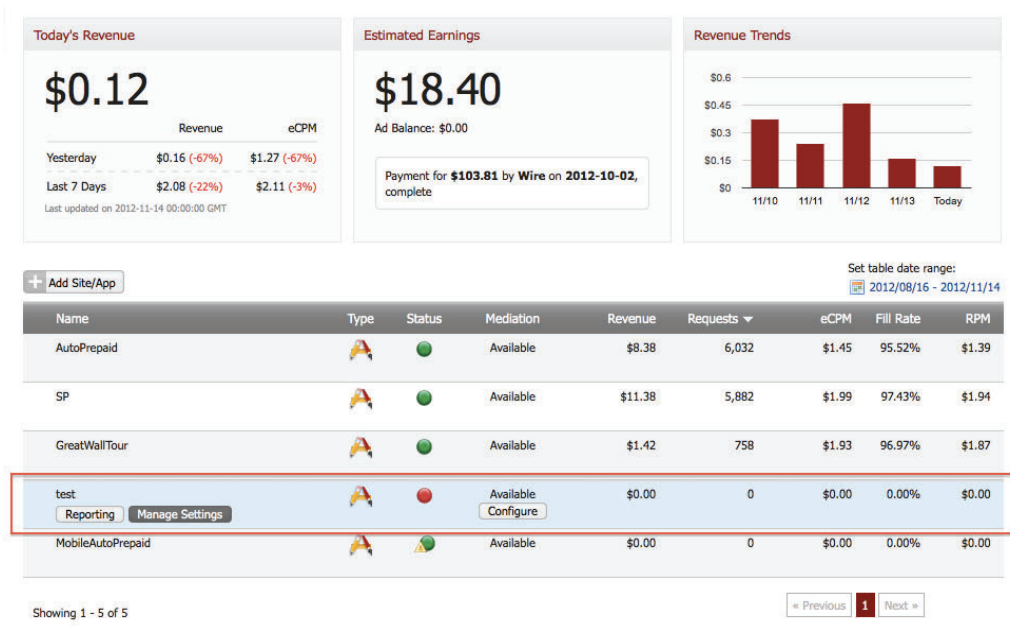 Today's Revenue
$0.12
Revenue eCPM
Yesterday $0.16 (-67%) $1.27 (-67%)
Last 7 Days $2.08 (-22%) $2.11 (-3%)
Last updated on 2012-11-14 00:00:00 GMT
Estimated Earnings
$18.40
Ad Balance: $0.00
Payment for $103.81 by Wire on 2012-10-02,
complete
Revenue Trends
$0.6
$0.45
$0.3
$0.15
$0
11/10 11/11 11/12 11/13 Today
Add Site/App
Set table date range:
2012/08/16 - 2012/11/14
Name Type Status Mediation Revenue Requests eCPM Fill Rate RPM
AutoPrepaid Available $8.38 6,032 $1.45 95.52% $1.39
SP Available $11.38 5,882 $1.99 97.43% $1.94
GreatWallTour Available $1.42 758 $1.93 96.97% $1.87
test Available $0.00 0 $0.00 0.00% $0.00
Reporting Manage Settings Configure
MobileAutoPrepaid Available $0.00 0 $0.00 0.00% $0.00
Showing 1 - 5 of 5
« Previous 1 Next »